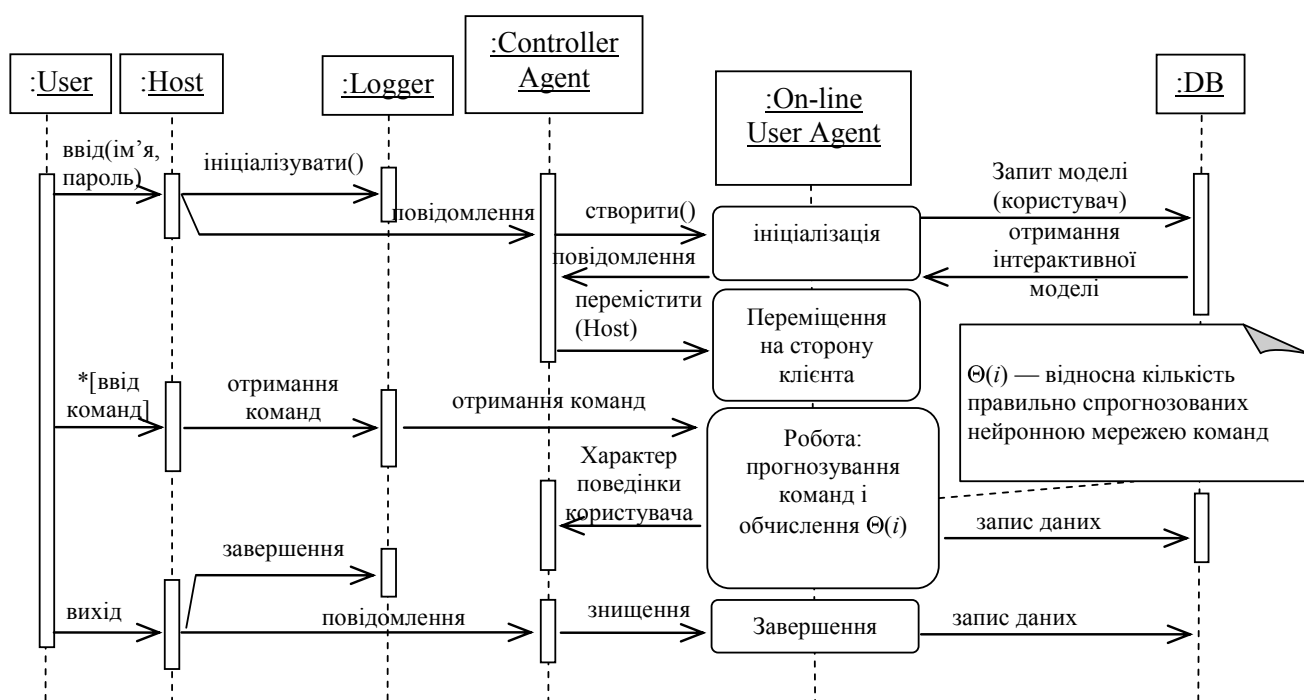 :User
:Host
:Logger
:Controller
Agent
:On-line
User Agent
:DB
ввід(ім’я,
пароль)
ініціалізувати()
повідомлення
створити()
ініціалізація
Запит моделі
(користувач)
отримання
інтерактивної
моделі
повідомлення
перемістити
(Host)
Переміщення
на сторону
клієнта
Θ(i) — відносна кількість
правильно спрогнозованих
нейронною мережею команд
*[ввід
команд]
отримання
команд
отримання команд
Робота:
прогнозування
команд і
обчислення Θ(i)
Характер
поведінки
користувача
запис даних
завершення
вихід
повідомлення
знищення
Завершення
запис даних